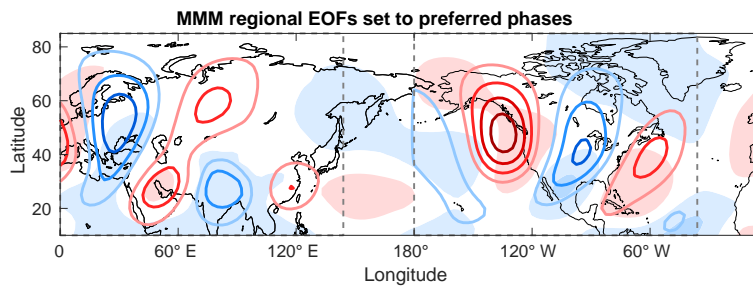 MMM regional EOFs set to preferred phases
Latitude
80
60
40
20
0 60° E 120° E 180° 120° W 60° W
Longitude